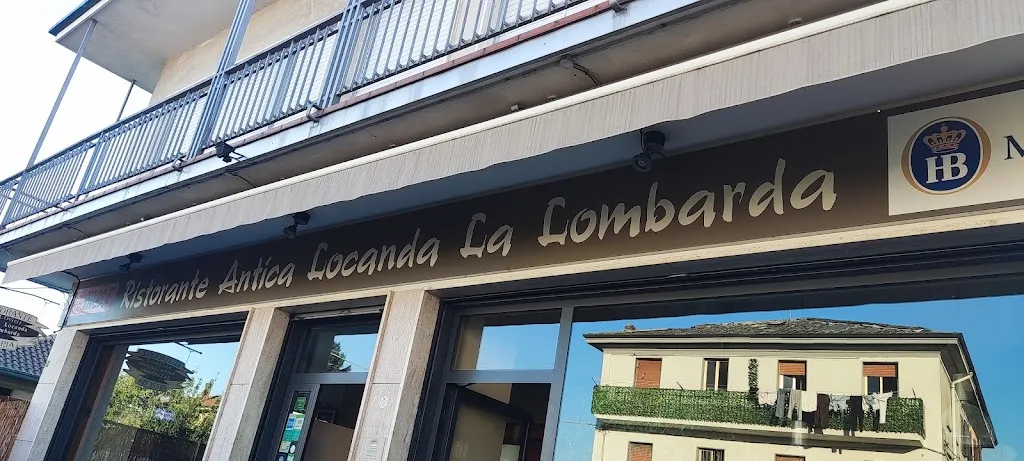 Ristorante Antica Locanda La Lombarda
HB
M